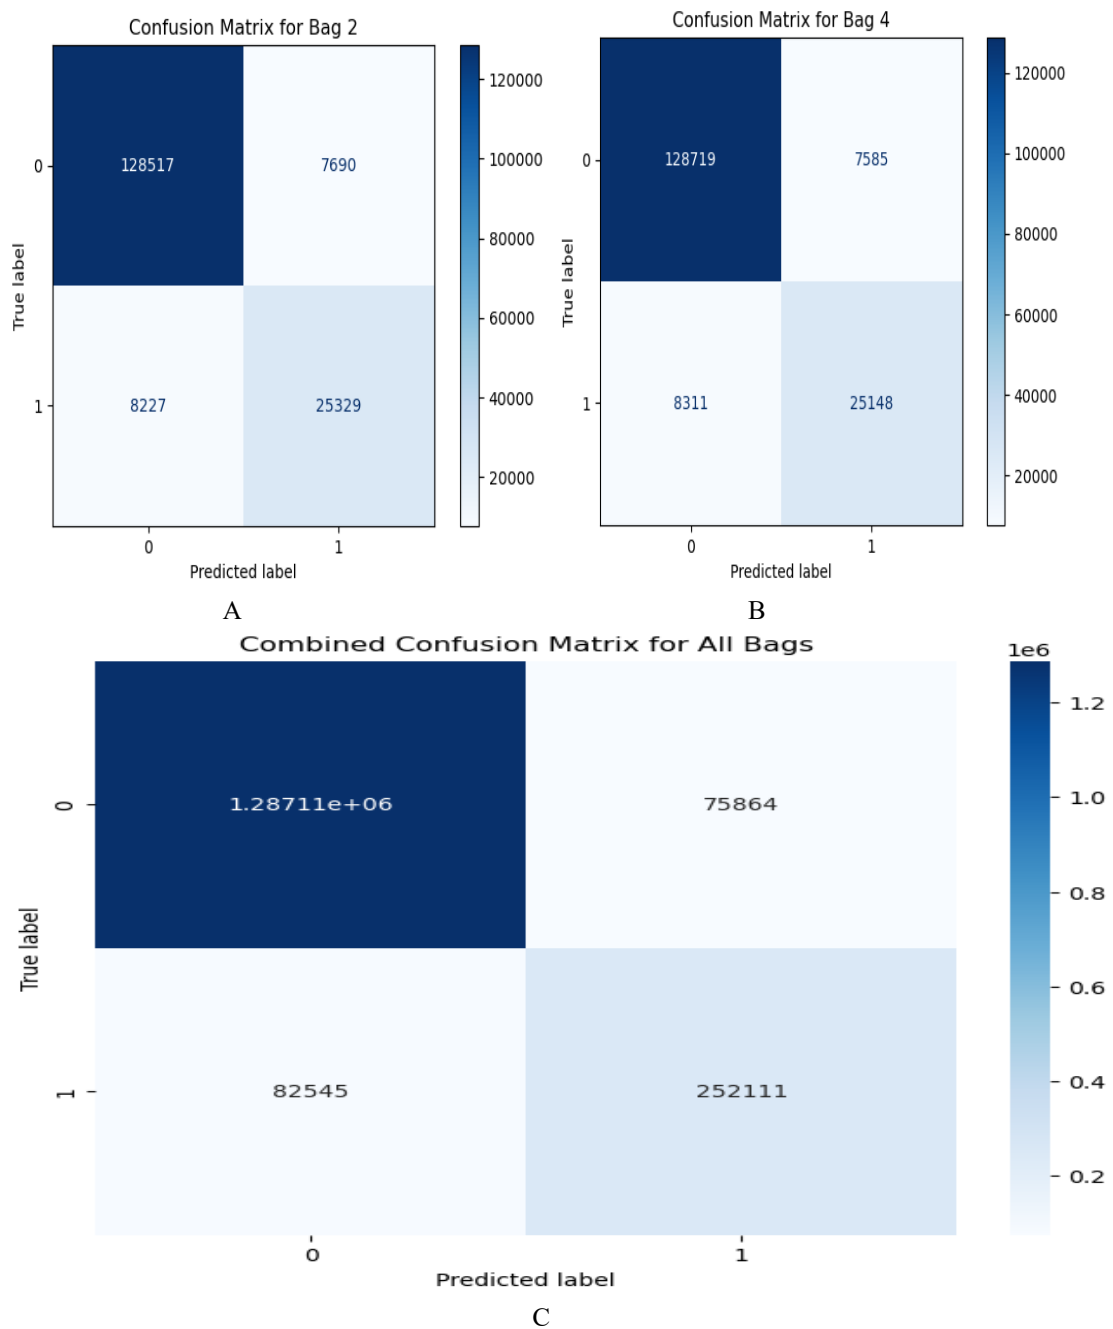 Confusion Matrix for Bag 2
120000
100000
80000
60000
40000
20000
True label
0
1
128517 7690
8227 25329
0 1
Predicted label
A
Confusion Matrix for Bag 4
120000
100000
80000
60000
40000
20000
True label
0
1
128719 7585
8311 25148
0 1
Predicted label
B
Combined Confusion Matrix for All Bags
1e6
1.2
1.0
0.8
0.6
0.4
0.2
True label
0
1
1.28711e+06 75864
82545 252111
0 1
Predicted label
C